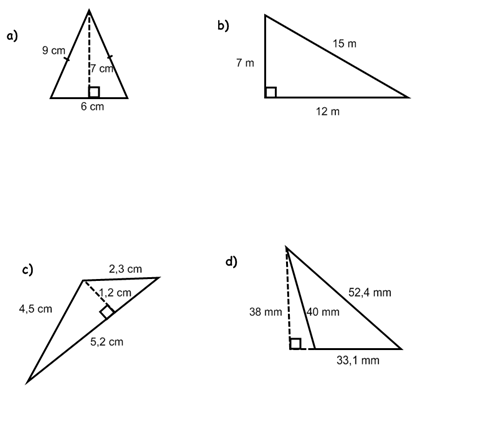 a)
9 cm
7 cm
6 cm
b)
15 m
7 m
12 m
c)
2,3 cm
1,2 cm
4,5 cm
5,2 cm
d)
52,4 mm
38 mm
40 mm
33,1 mm